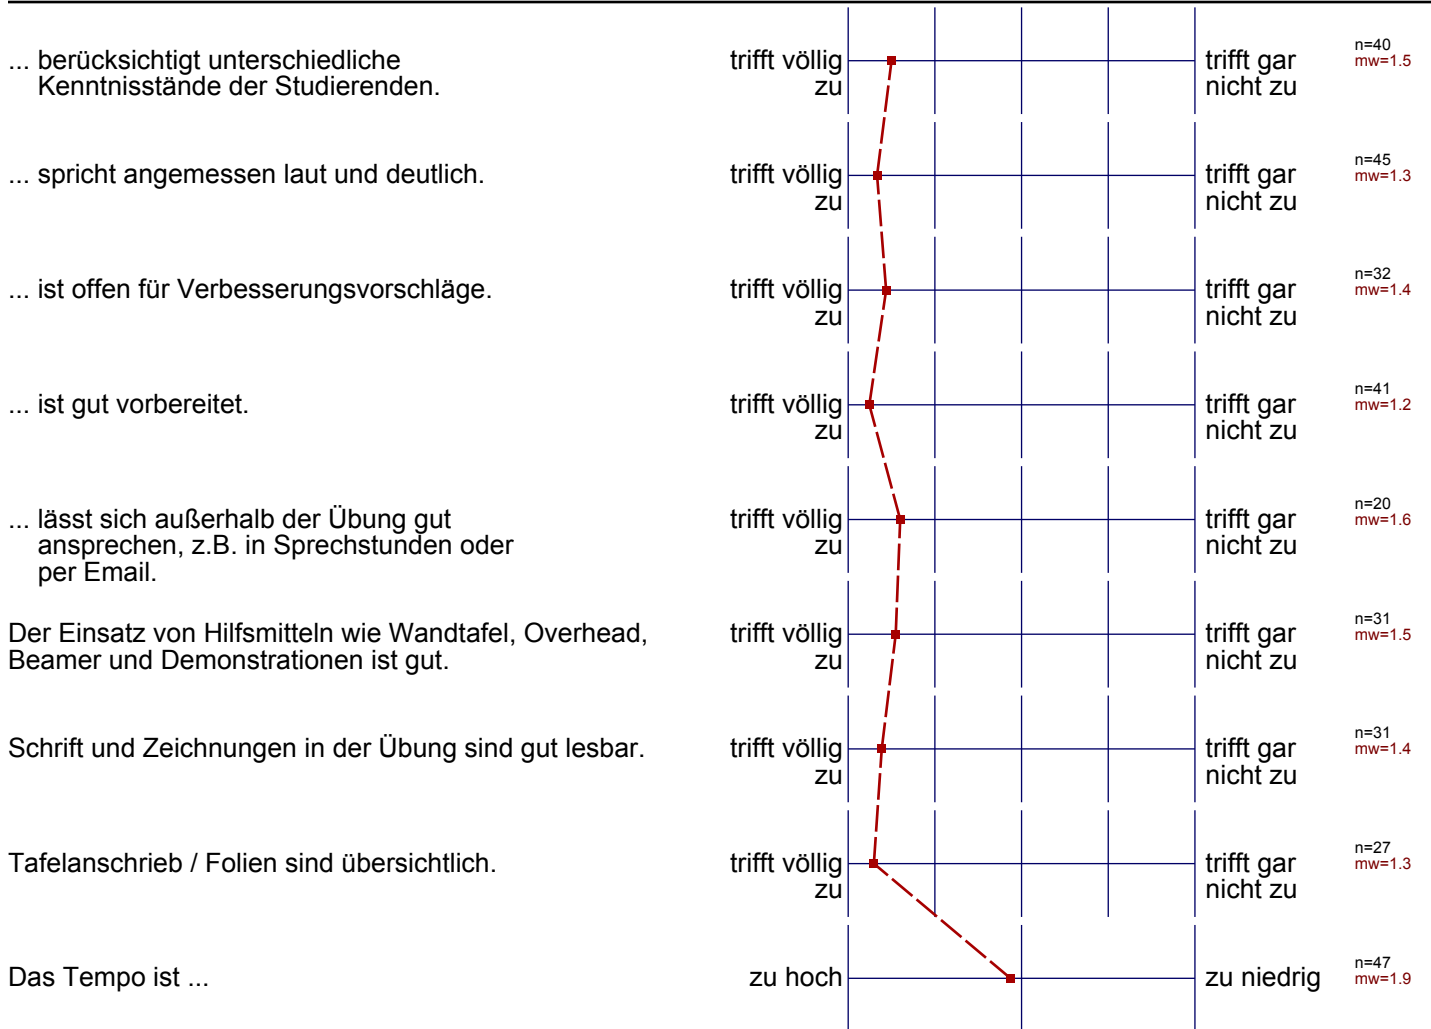 ... berücksichtigt unterschiedliche
Kenntnisstände der Studierenden.
trifft völlig
zu
trifft gar
nicht zu
n=40
mw=1.5
... spricht angemessen laut und deutlich.
trifft völlig
zu
trifft gar
nicht zu
n=45
mw=1.3
... ist offen für Verbesserungsvorschläge.
trifft völlig
zu
trifft gar
nicht zu
n=32
mw=1.4
... ist gut vorbereitet.
trifft völlig
zu
trifft gar
nicht zu
n=41
mw=1.2
... lässt sich außerhalb der Übung gut
ansprechen, z.B. in Sprechstunden oder
per Email.
trifft völlig
zu
trifft gar
nicht zu
n=20
mw=1.6
Der Einsatz von Hilfsmitteln wie Wandtafel, Overhead,
Beamer und Demonstrationen ist gut.
trifft völlig
zu
trifft gar
nicht zu
n=31
mw=1.5
Schrift und Zeichnungen in der Übung sind gut lesbar.
trifft völlig
zu
trifft gar
nicht zu
n=31
mw=1.4
Tafelanschrieb / Folien sind übersichtlich.
trifft völlig
zu
trifft gar
nicht zu
n=27
mw=1.3
Das Tempo ist ...
zu hoch
zu niedrig
n=47
mw=1.9